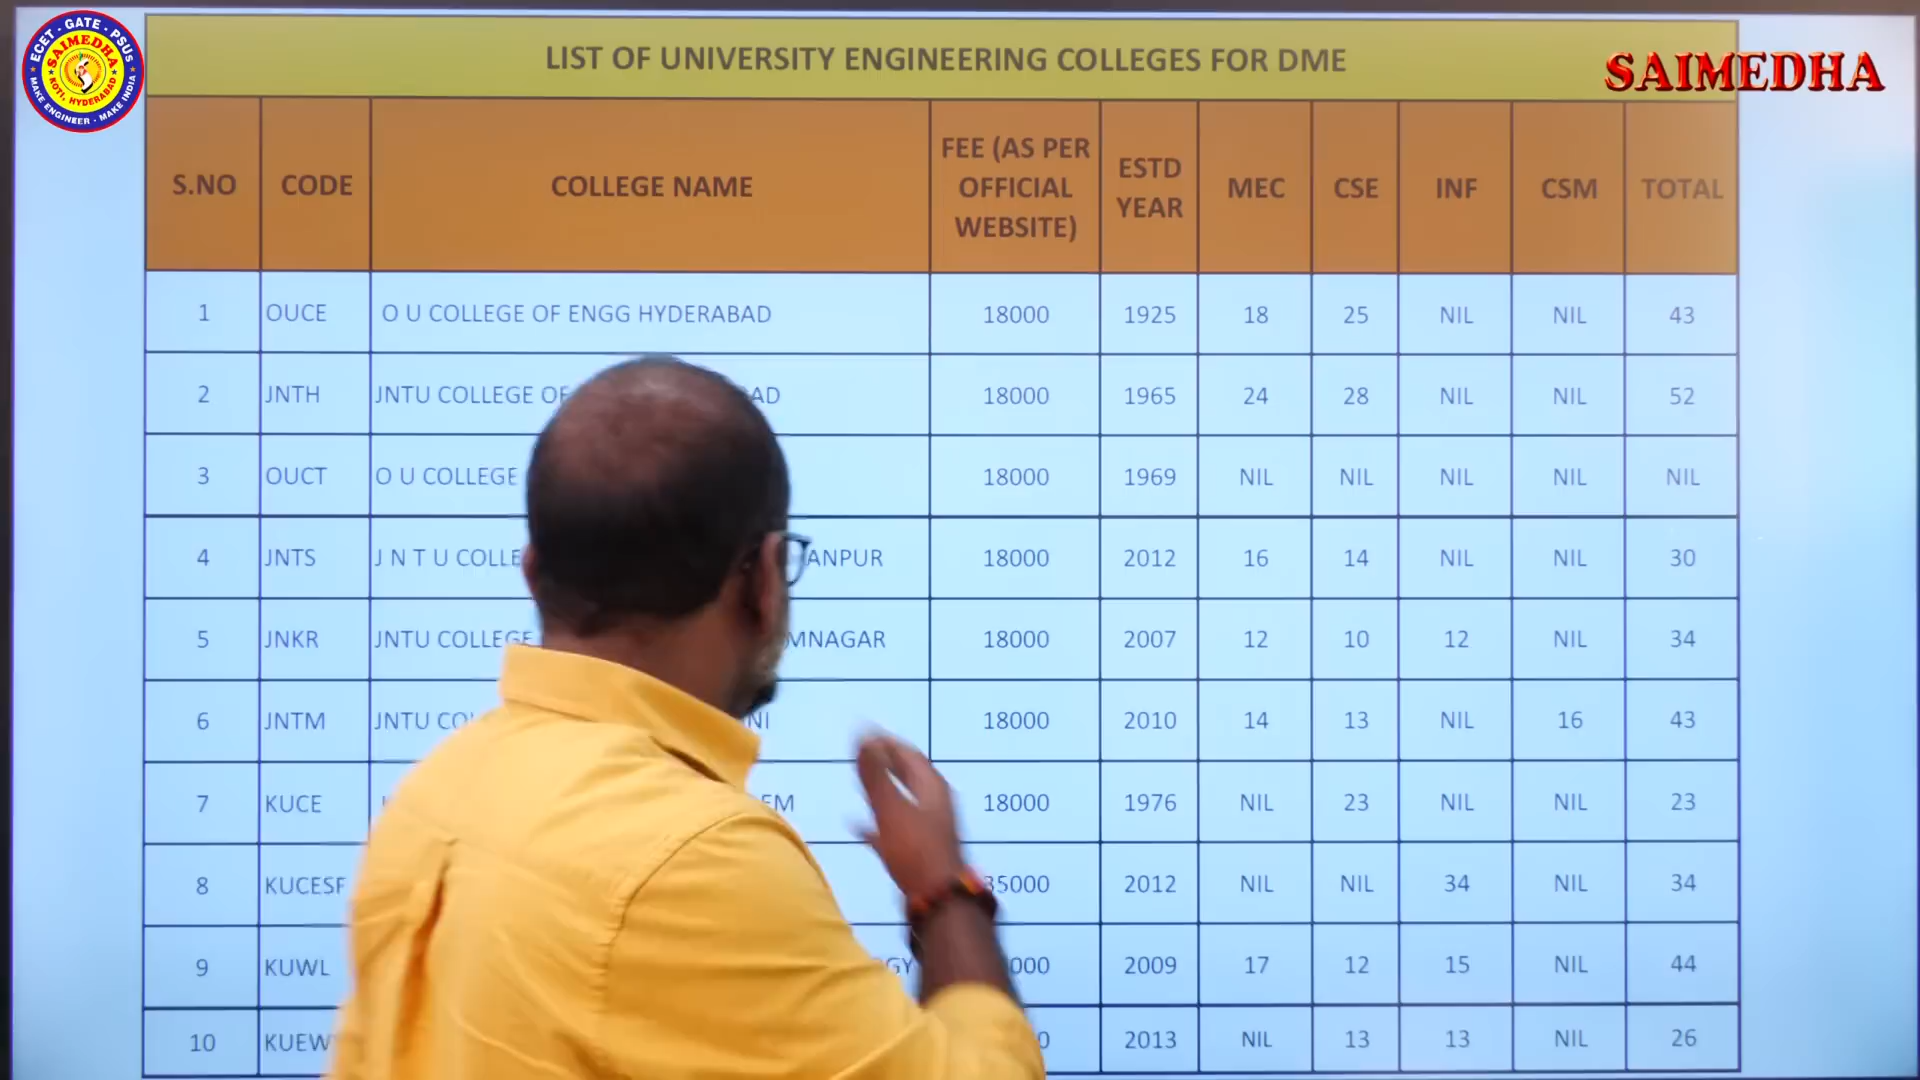 ECET · GATE · PSUS
SAIMEDHA
KOTI, HYDERABAD
MAKE ENGINEER · MAKE INDIA
LIST OF UNIVERSITY ENGINEERING COLLEGES FOR DME
SAIMEDHA
S.NO CODE COLLEGE NAME FEE (AS PER OFFICIAL WEBSITE) ESTD YEAR MEC CSE INF CSM TOTAL
1 OUCE O U COLLEGE OF ENGG HYDERABAD 18000 1925 18 25 NIL NIL 43
2 JNTH JNTU COLLEGE OF 18000 1965 24 28 NIL NIL 52
3 OUCT O U COLLEGE 18000 1969 NIL NIL NIL NIL NIL
4 JNTS J N T U 18000 2012 16 14 NIL NIL 30
5 JNKR JNTU COLLEGE 18000 2007 12 10 12 NIL 34
6 JNTM JNTU 18000 2010 14 13 NIL 16 43
7 KUCE 18000 1976 NIL 23 NIL NIL 23
8 35000 2012 NIL NIL 34 NIL 34
9 KUWL 2009 17 12 15 NIL 44
10 2013 NIL 13 13 NIL 26